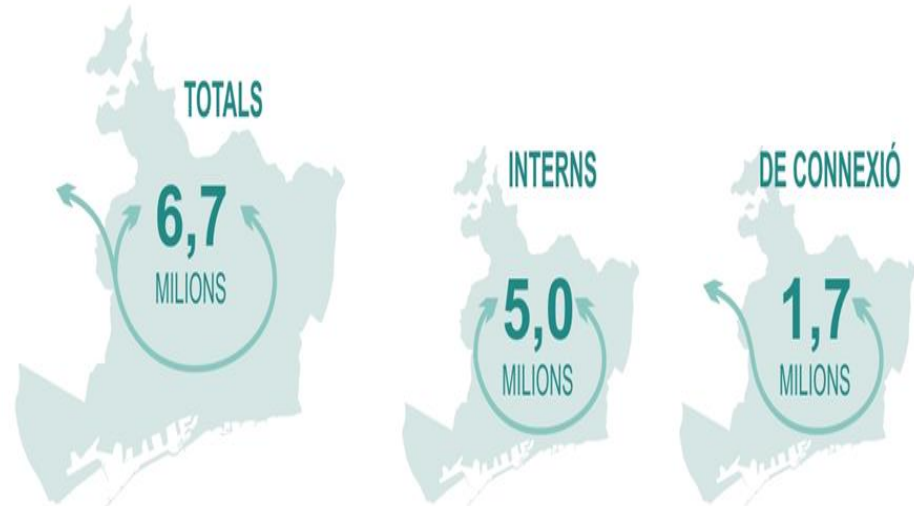 TOTALS
6,7
MILIONS
INTERNS
5,0
MILIONS
DE CONNEXIÓ
1,7
MILIONS